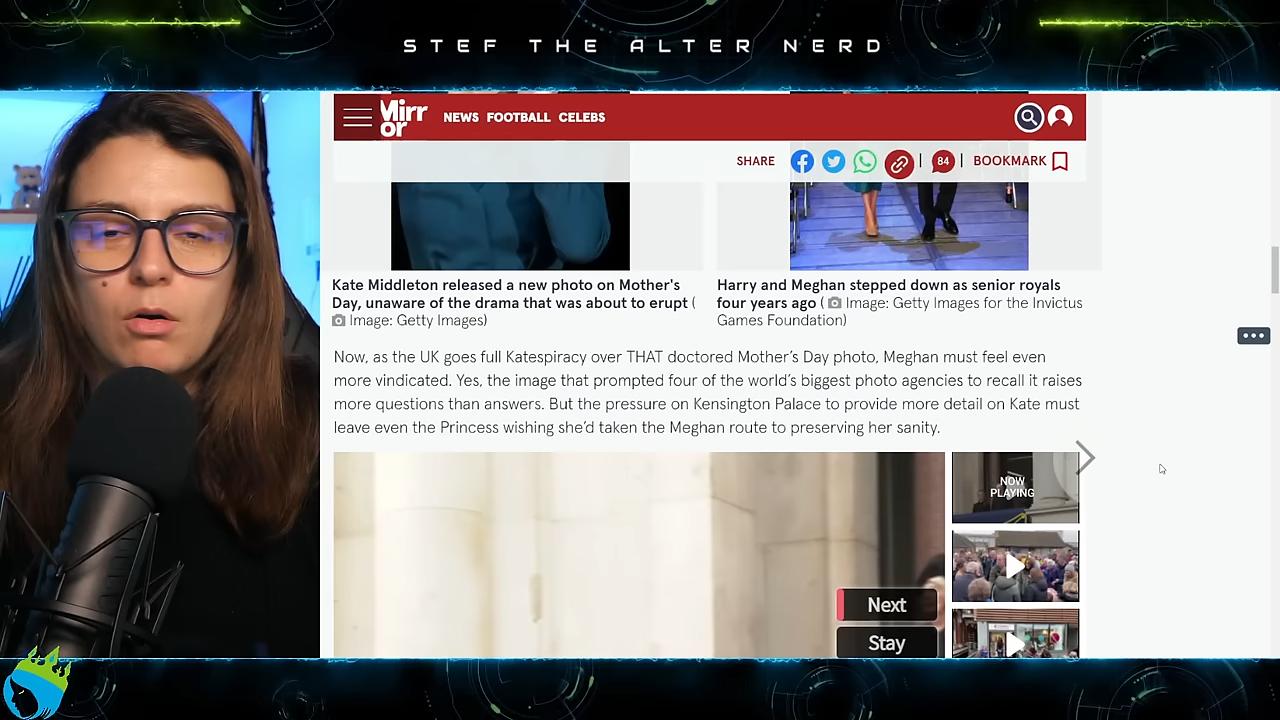 STEF THE ALTER NERD
Mirror
NEWS FOOTBALL CELEBS
SHARE 84 BOOKMARK
Kate Middleton released a new photo on Mother's
Day, unaware of the drama that was about to erupt (
Image: Getty Images)
Harry and Meghan stepped down as senior royals
four years ago ( Image: Getty Images for the Invictus
Games Foundation)
Now, as the UK goes full Katespiracy over THAT doctored Mother’s Day photo, Meghan must feel even
more vindicated. Yes, the image that prompted four of the world’s biggest photo agencies to recall it raises
more questions than answers. But the pressure on Kensington Palace to provide more detail on Kate must
leave even the Princess wishing she’d taken the Meghan route to preserving her sanity.
NOW
PLAYING
Next
Stay